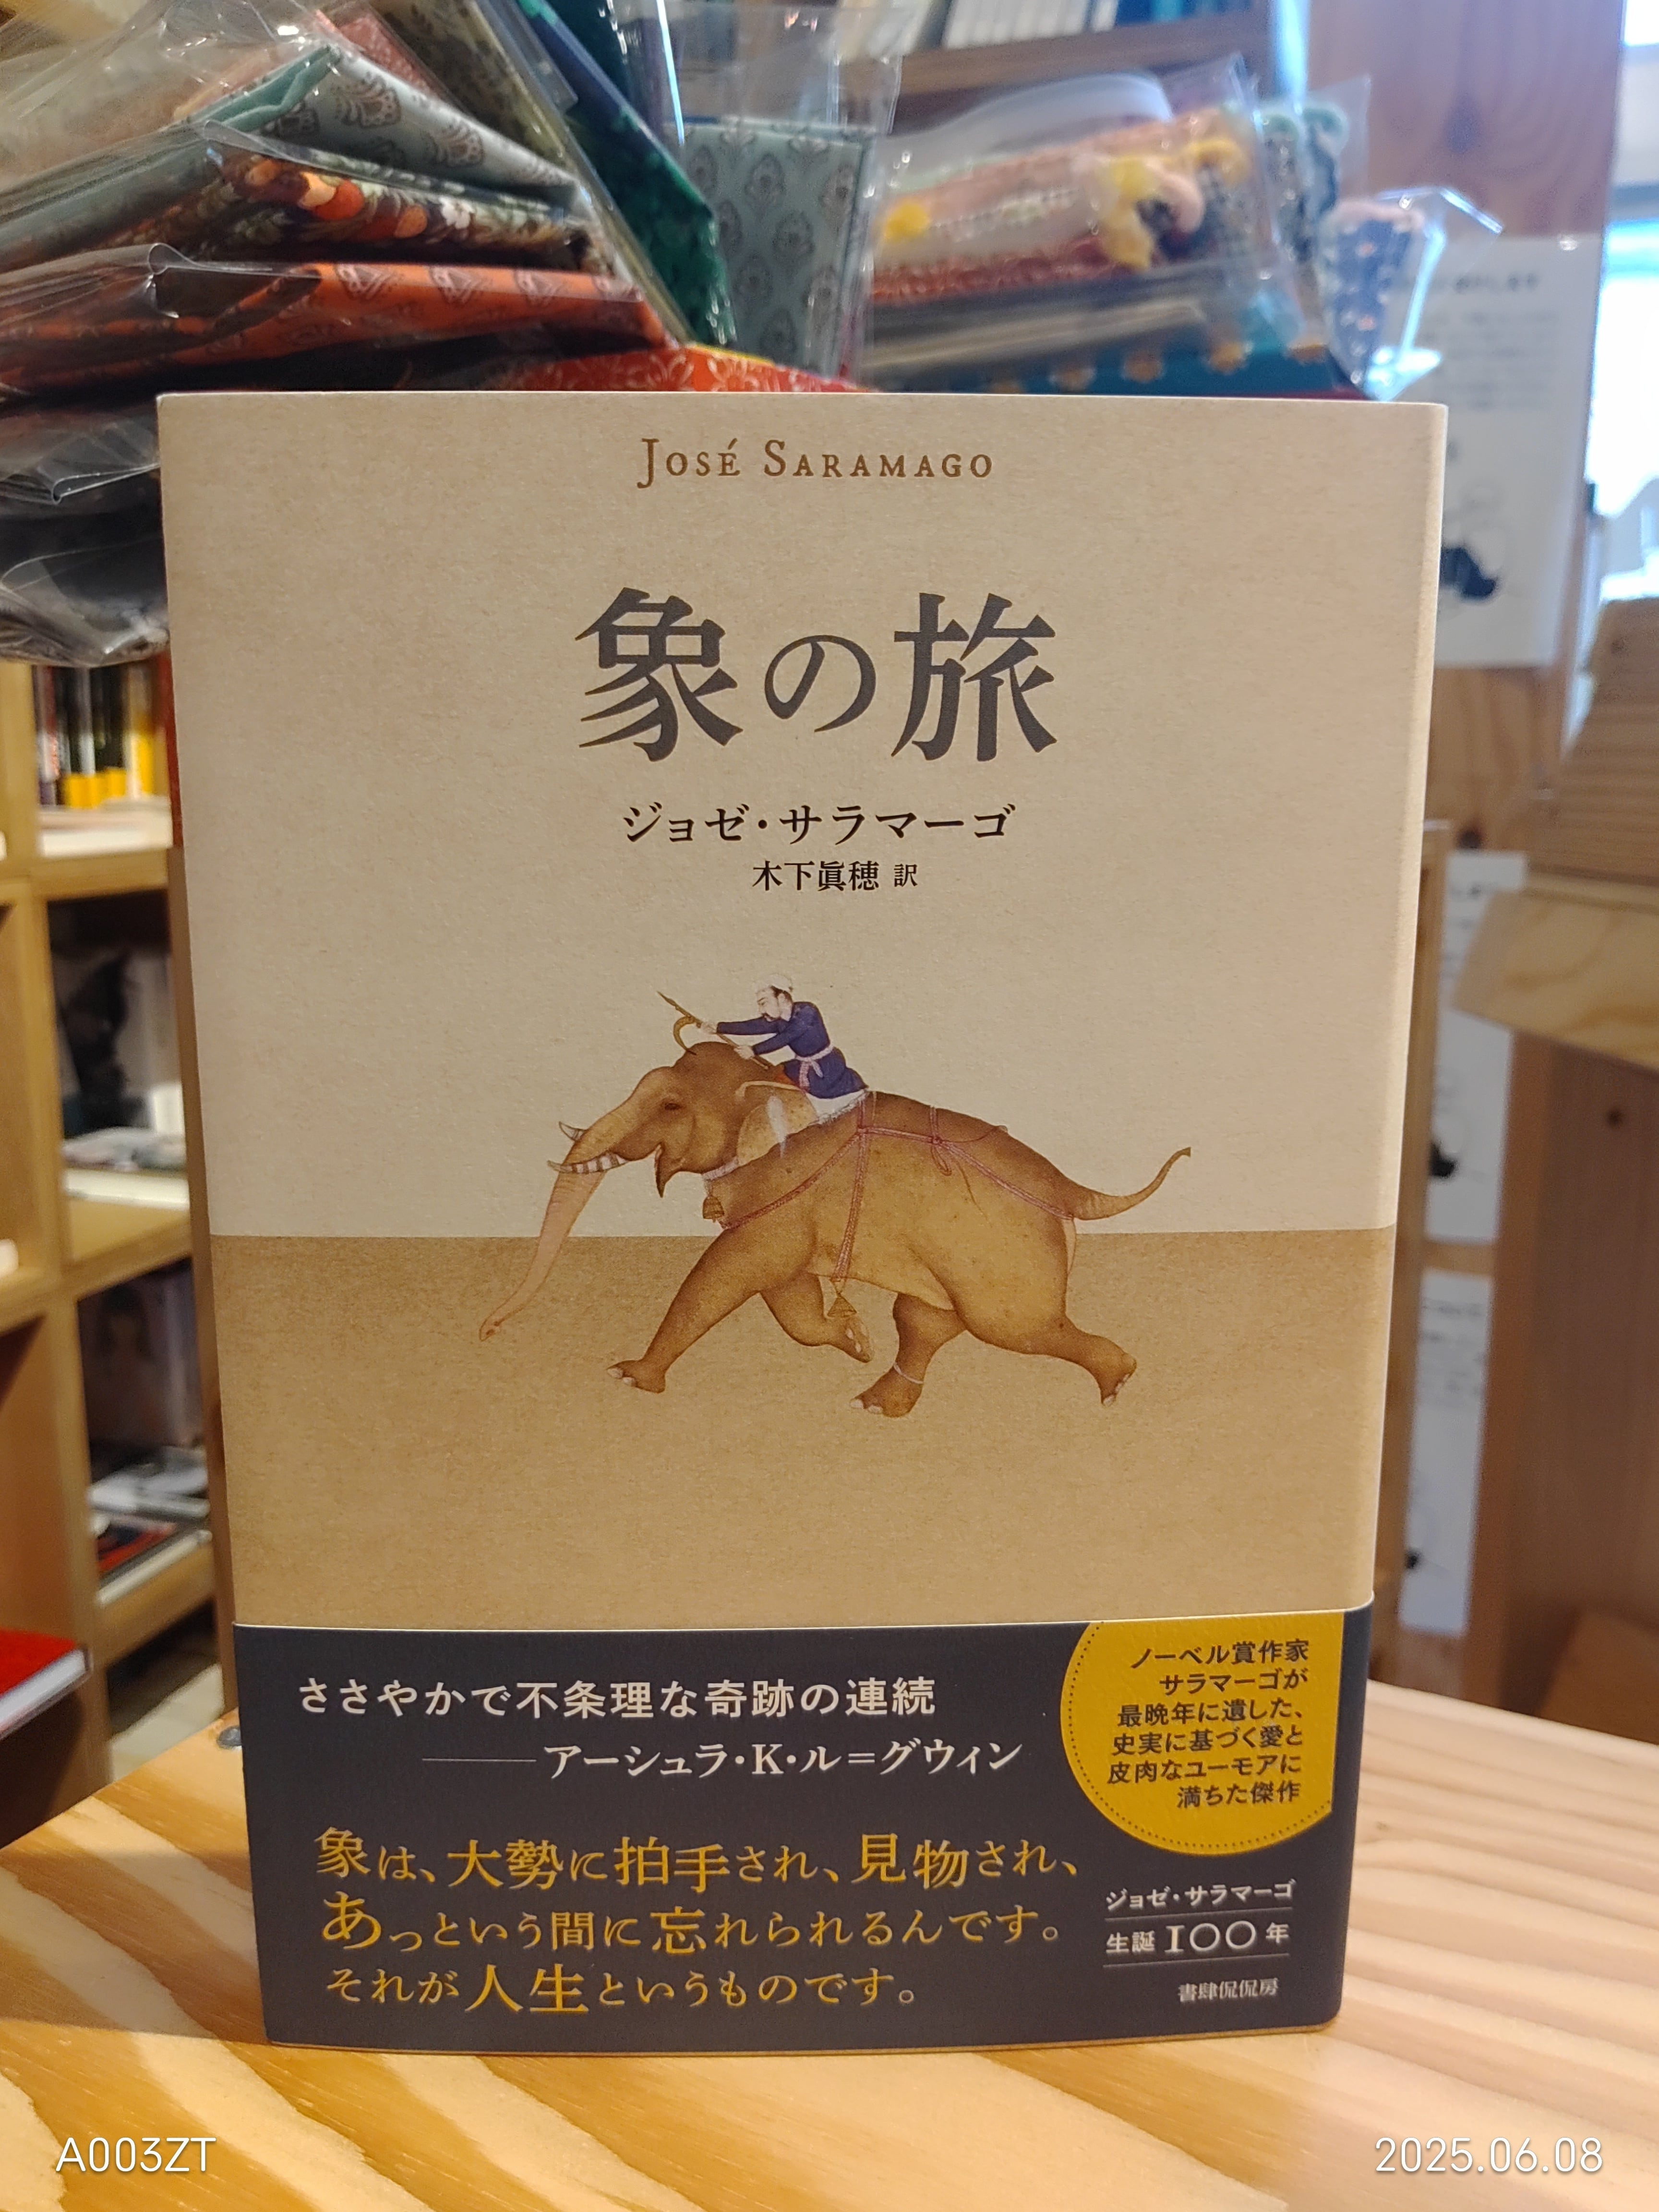 JOSÉ SARAMAGO
象の旅
ジョゼ・サラマーゴ
木下眞穂 訳
ささやかで不条理な奇跡の連続
――アーシュラ・K・ル=グウィン
象は、大勢に拍手され、見物され、
あっという間に忘れられるんです。
それが人生というものです。
ノーベル賞作家
サラマーゴが
最晩年に遺した、
史実に基づく愛と
皮肉なユーモアに
満ちた傑作
ジョゼ・サラマーゴ
生誕100年
書肆侃侃房
A003ZT
2025.06.08